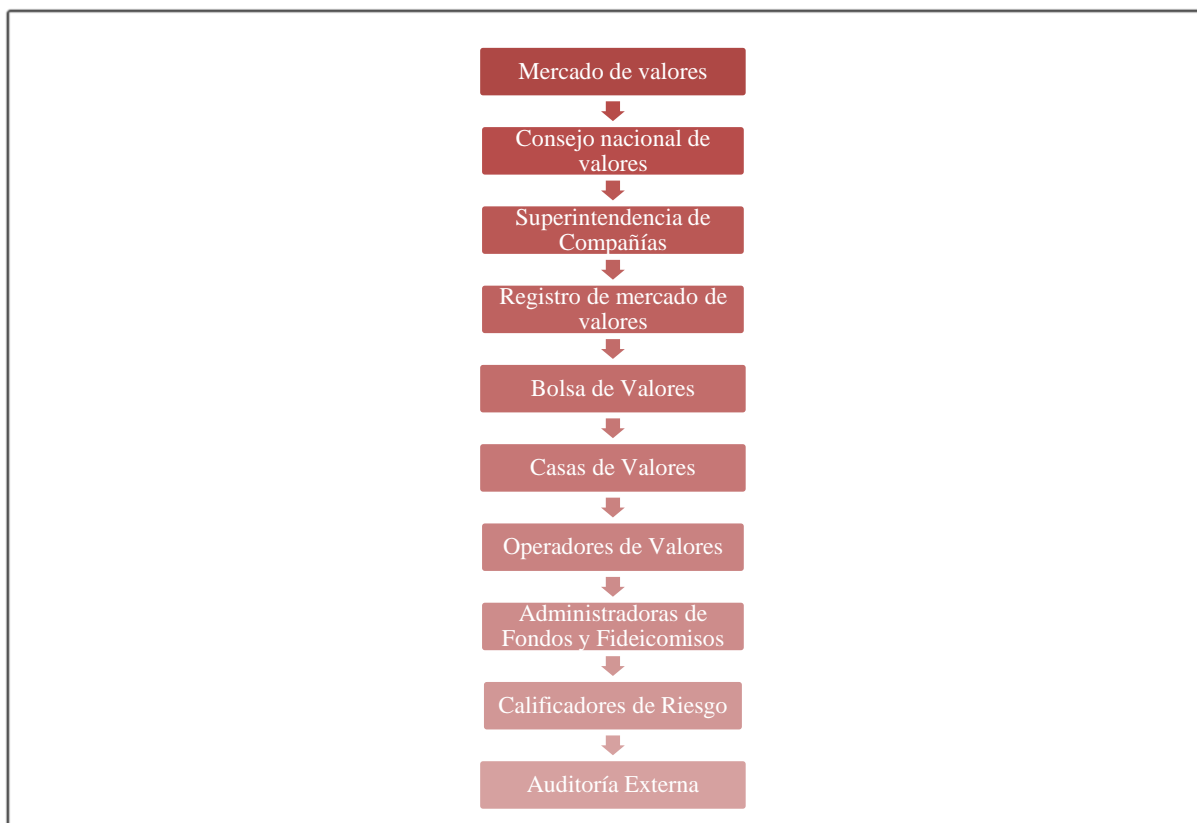 Mercado de valores
Consejo nacional de
valores
Superintendencia de
Compañías
Registro de mercado de
valores
Bolsa de Valores
Casas de Valores
Operadores de Valores
Administradoras de
Fondos y Fideicomisos
Calificadores de Riesgo
Auditoría Externa